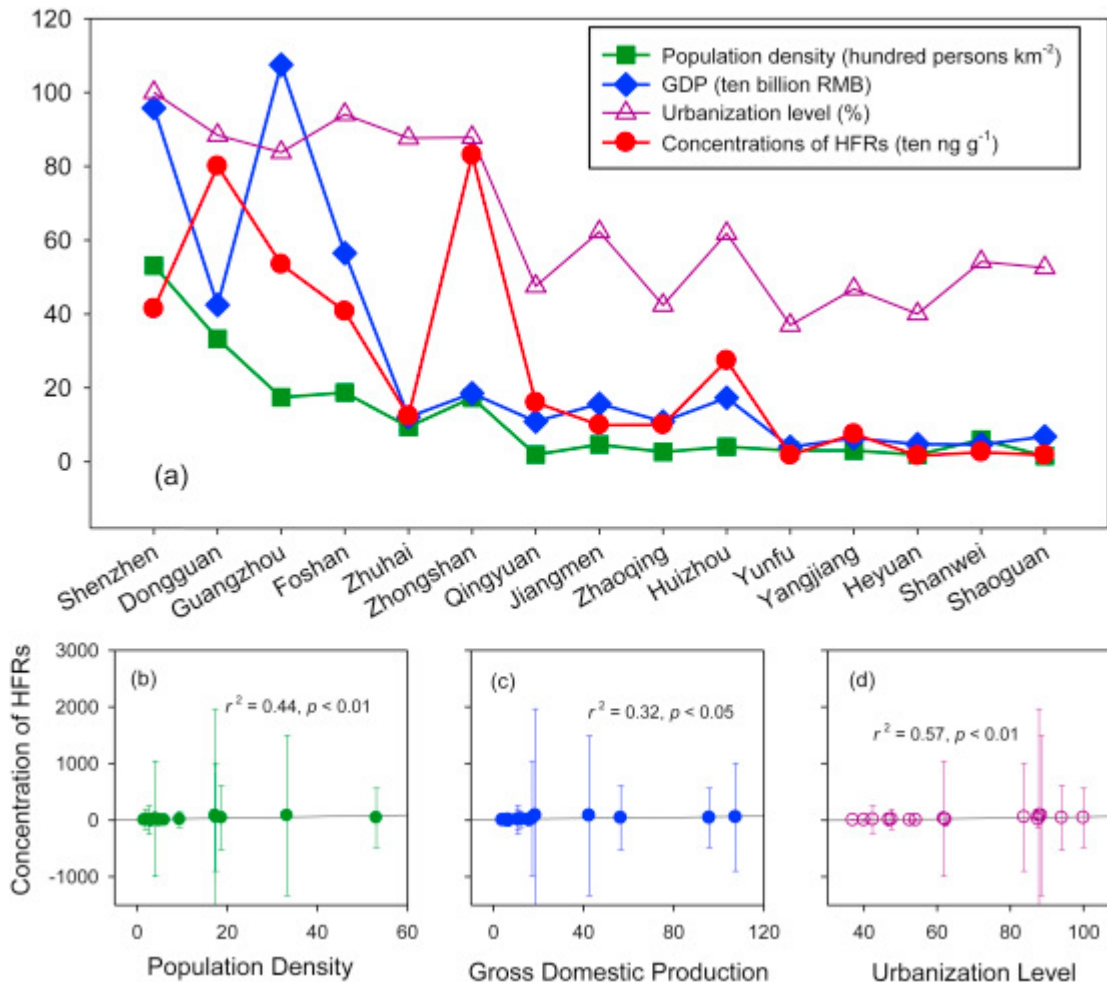 120
100
80
60
40
20
0
Population density (hundred persons km⁻²)
GDP (ten billion RMB)
Urbanization level (%)
Concentrations of HFRs (ten ng g⁻¹)
(a)
Shenzhen
Dongguan
Guangzhou
Foshan
Zhuhai
Zhongshan
Qingyuan
Jiangmen
Zhaoqing
Huizhou
Yunfu
Yangjiang
Heyuan
Shanwei
Shaoguan
Concentration of HFRs
3000
2000
1000
0
-1000
(b)
r² = 0.44, p < 0.01
0 20 40 60
Population Density
(c)
r² = 0.32, p < 0.05
0 40 80 120
Gross Domestic Production
(d)
r² = 0.57, p < 0.01
40 60 80 100
Urbanization Level